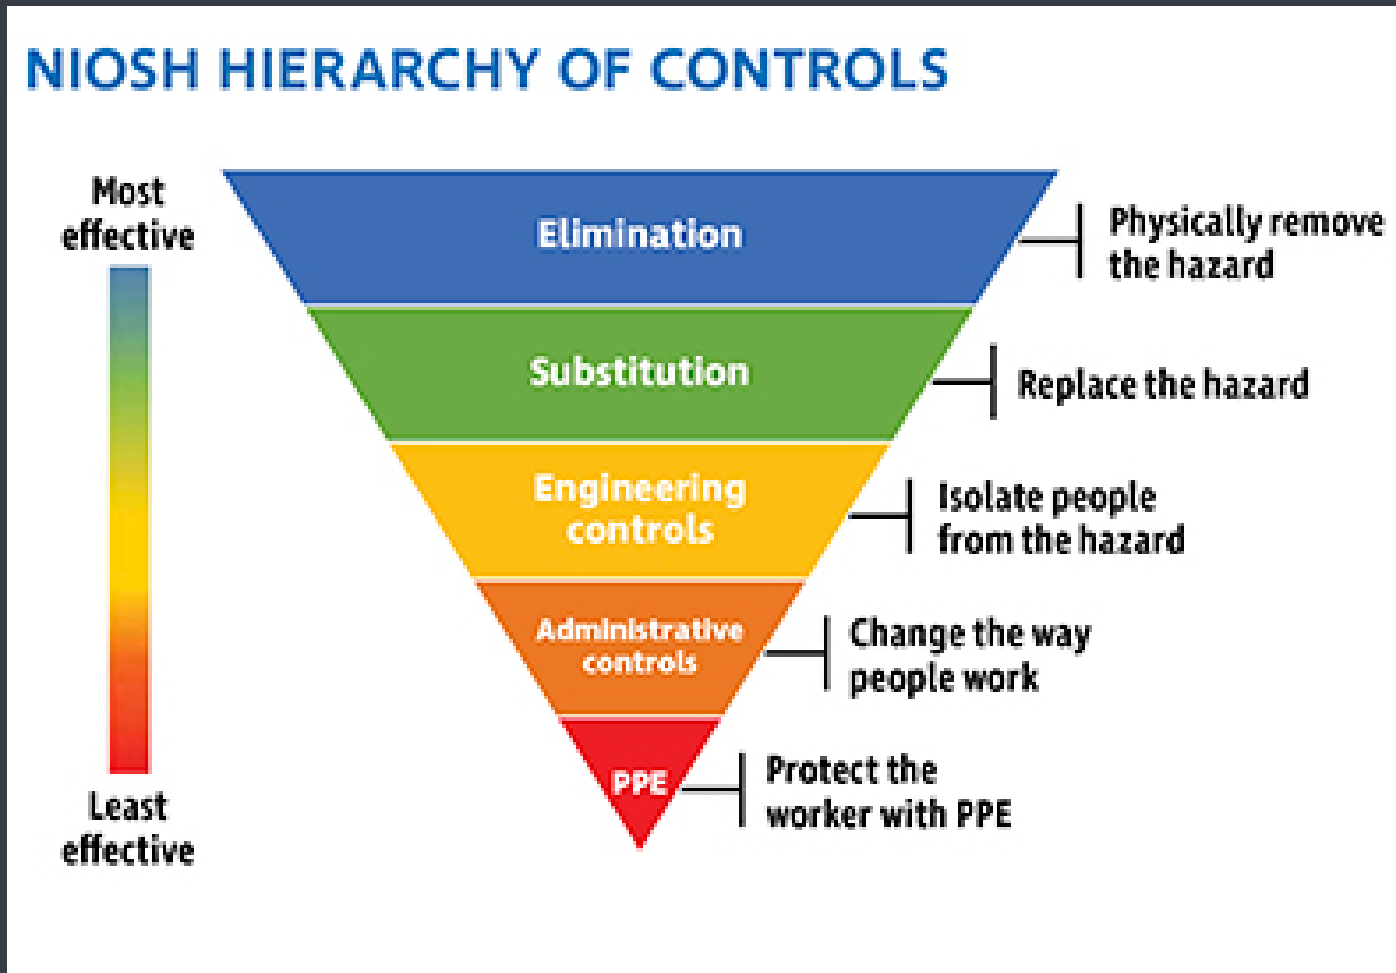 NIOSH HIERARCHY OF CONTROLS
Most
effective
Elimination
Physically remove
the hazard
Substitution
Replace the hazard
Engineering
controls
Isolate people
from the hazard
Administrative
controls
Change the way
people work
PPE
Protect the
worker with PPE
Least
effective